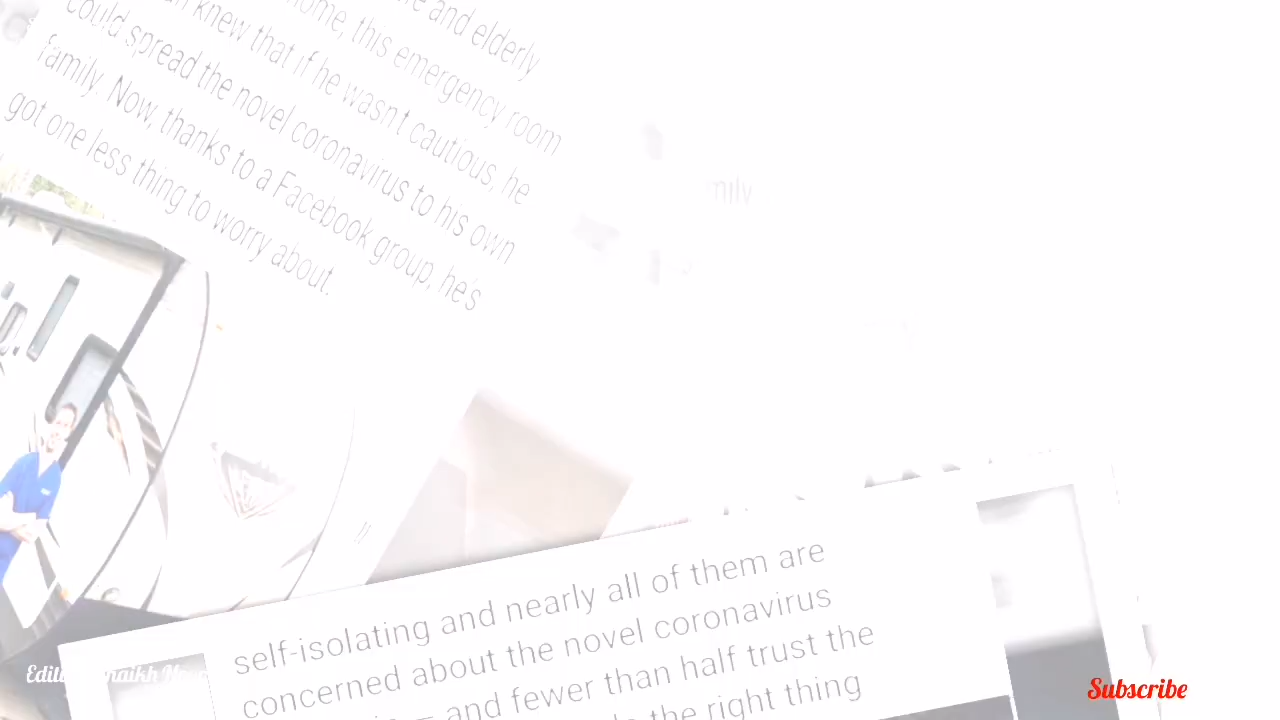 and elderly
home, this emergency room
knew that if he wasn't cautious, he
could spread the novel coronavirus to his own
family. Now, thanks to a Facebook group, he's
got one less thing to worry about.
mily
self-isolating and nearly all of them are
concerned about the novel coronavirus
– and fewer than half trust the
the right thing
Subscribe